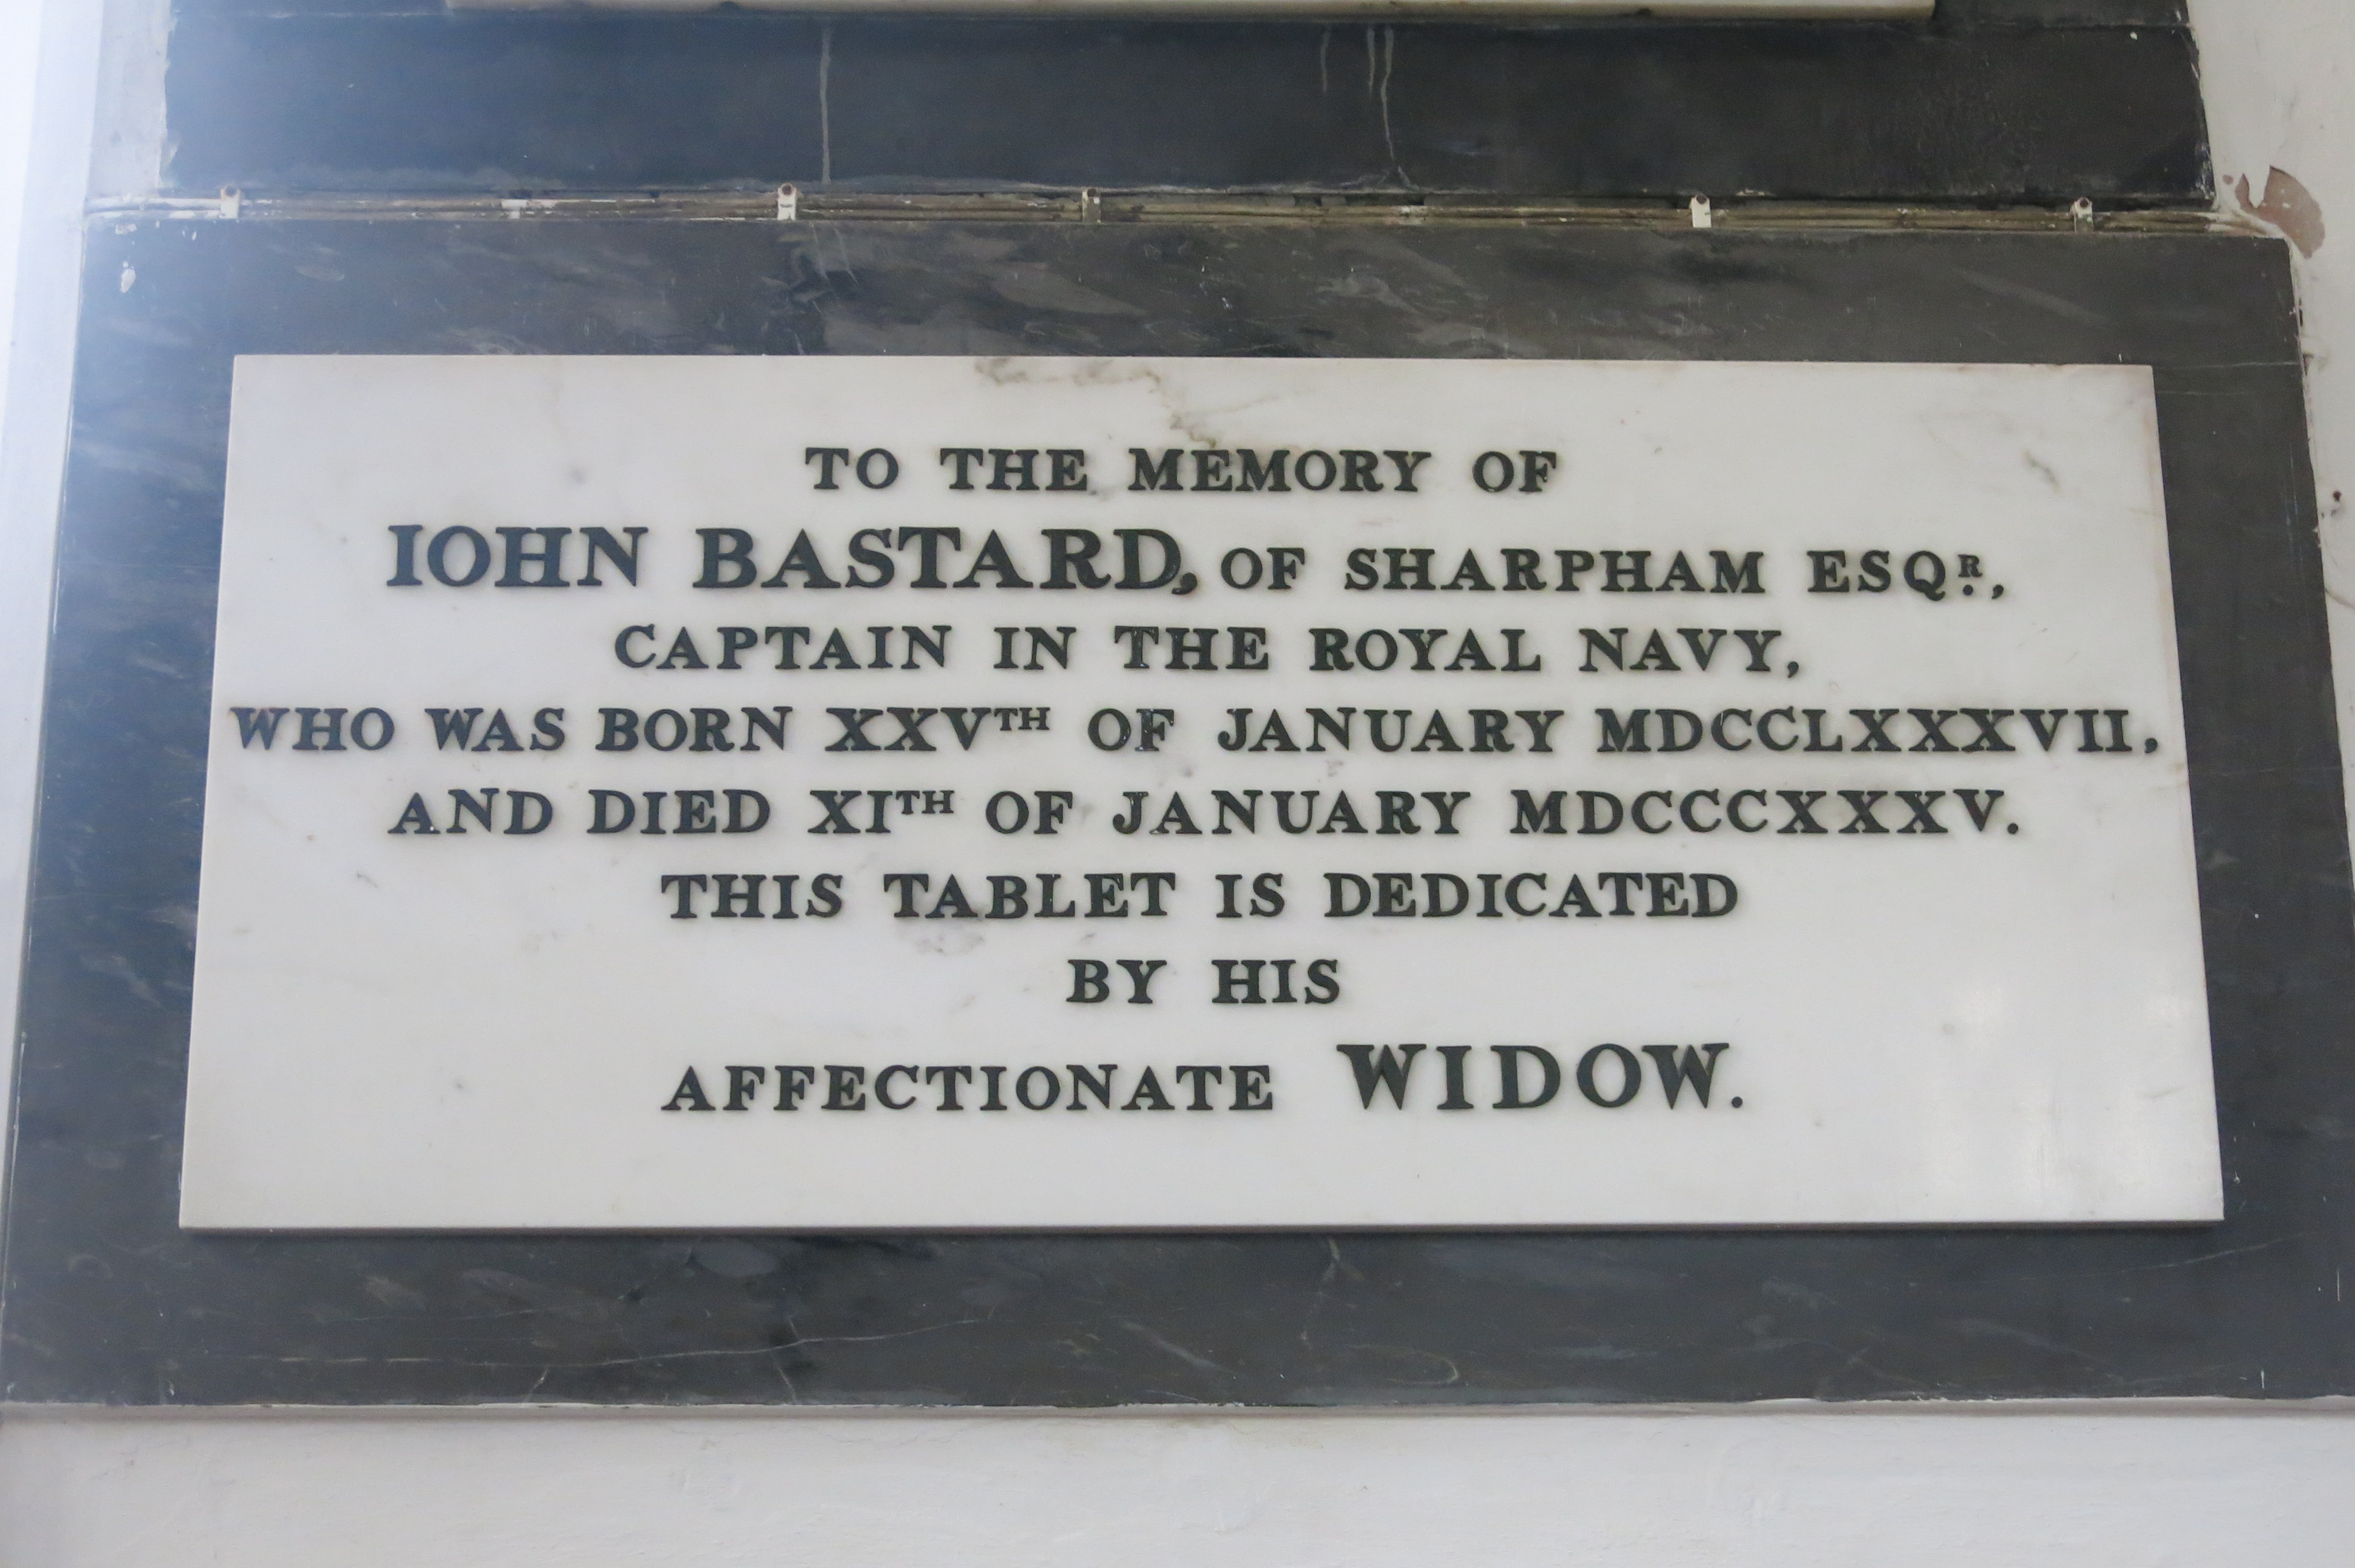 TO THE MEMORY OF
IOHN BASTARD, OF SHARPHAM ESQR.,
CAPTAIN IN THE ROYAL NAVY,
WHO WAS BORN XXVTH OF JANUARY MDCCLXXXVII,
AND DIED XITH OF JANUARY MDCCCXXXV.
THIS TABLET IS DEDICATED
BY HIS
AFFECTIONATE WIDOW.